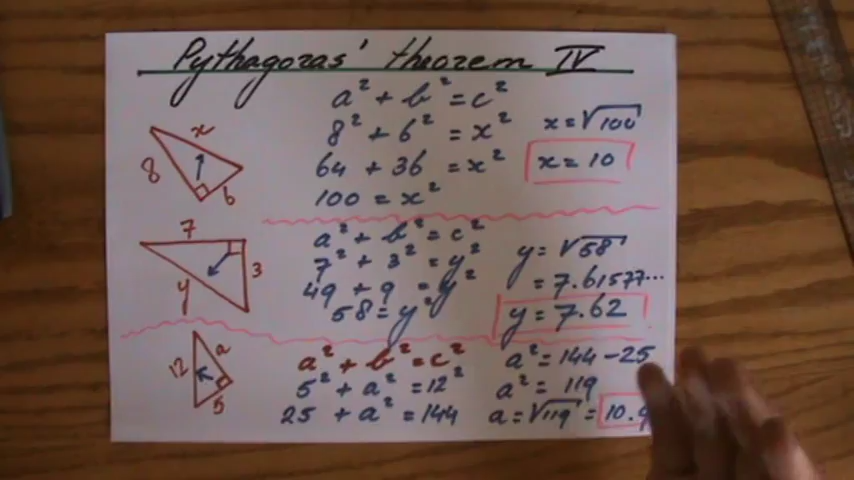 Pythagoras' theorem IV
a² + b² = c²
8² + 6² = x²
64 + 36 = x²
100 = x²
x = √100
x = 10
x
8
6
a² + b² = c²
7² + 3² = y²
49 + 9 = y²
58 = y²
y = √58
= 7.61577...
y = 7.62
7
3
y
a² + b² = c²
5² + a² = 12²
25 + a² = 144
a² = 144 - 25
a² = 119
a = √119 = 10.9
12
a
5